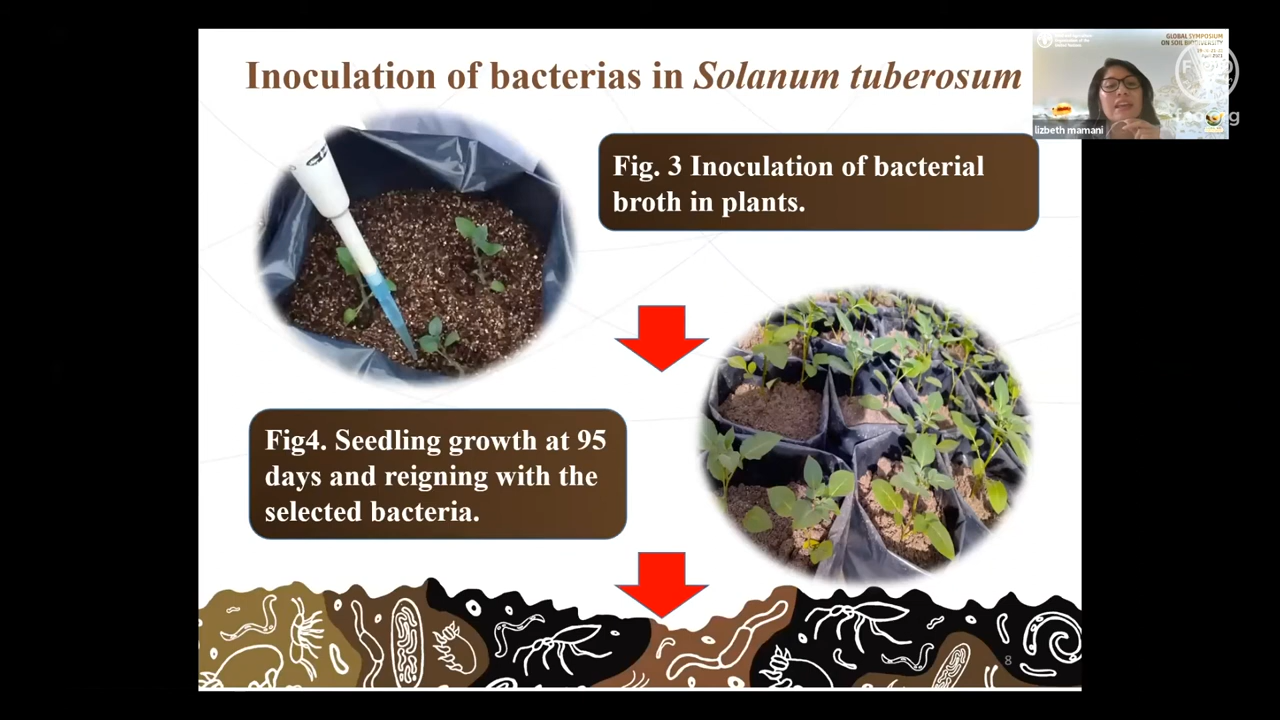 Inoculation of bacterias in Solanum tuberosum
GLOBAL SYMPOSIUM
ON SOIL BIODIVERSITY
lizbeth mamani
Fig. 3 Inoculation of bacterial
broth in plants.
Fig4. Seedling growth at 95
days and reigning with the
selected bacteria.
8